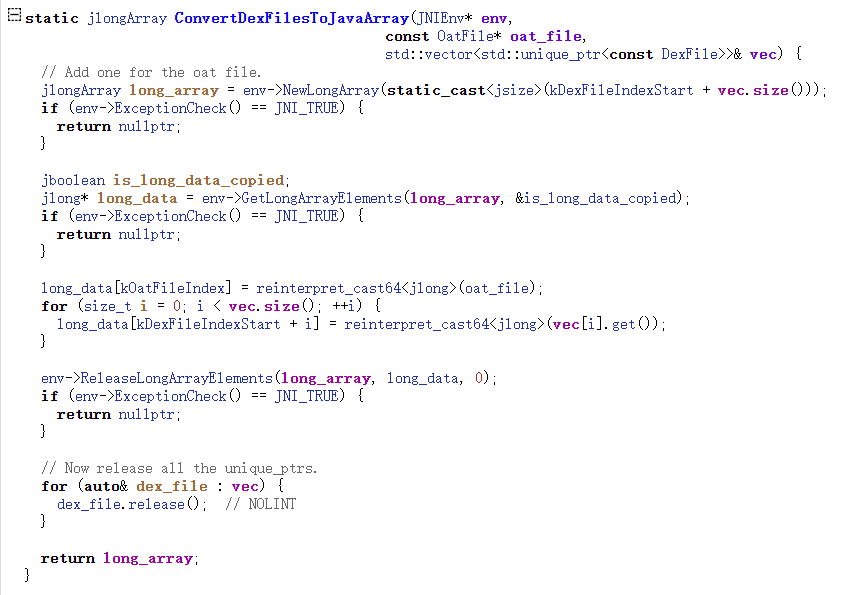 static jlongArray ConvertDexFilesToJavaArray(JNIEnv* env,
                                             const OatFile* oat_file,
                                             std::vector<std::unique_ptr<const DexFile>>& vec) {
  // Add one for the oat file.
  jlongArray long_array = env->NewLongArray(static_cast<jsize>(kDexFileIndexStart + vec.size()));
  if (env->ExceptionCheck() == JNI_TRUE) {
    return nullptr;
  }

  jboolean is_long_data_copied;
  jlong* long_data = env->GetLongArrayElements(long_array, &is_long_data_copied);
  if (env->ExceptionCheck() == JNI_TRUE) {
    return nullptr;
  }

  long_data[kOatFileIndex] = reinterpret_cast64<jlong>(oat_file);
  for (size_t i = 0; i < vec.size(); ++i) {
    long_data[kDexFileIndexStart + i] = reinterpret_cast64<jlong>(vec[i].get());
  }

  env->ReleaseLongArrayElements(long_array, long_data, 0);
  if (env->ExceptionCheck() == JNI_TRUE) {
    return nullptr;
  }

  // Now release all the unique_ptrs.
  for (auto& dex_file : vec) {
    dex_file.release();  // NOLINT
  }

  return long_array;
}